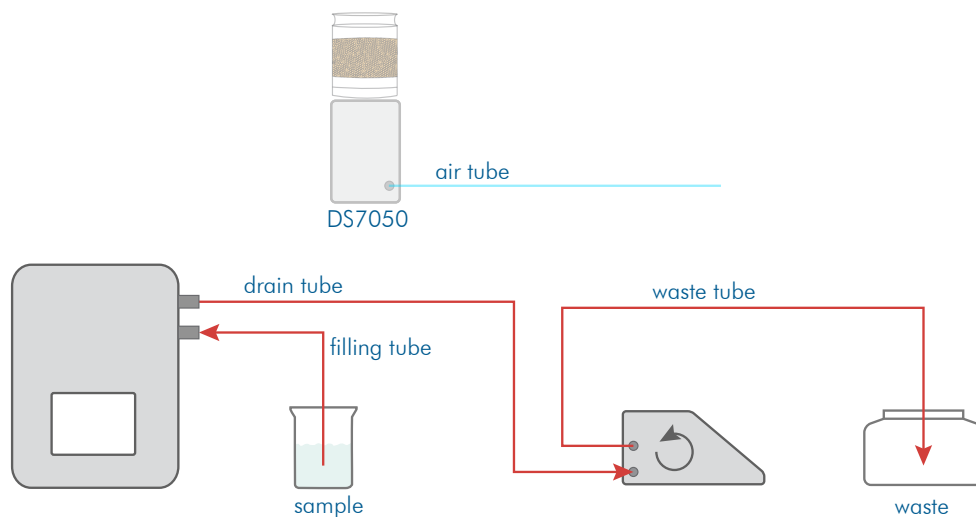 air tube
DS7050
drain tube
waste tube
filling tube
sample
waste